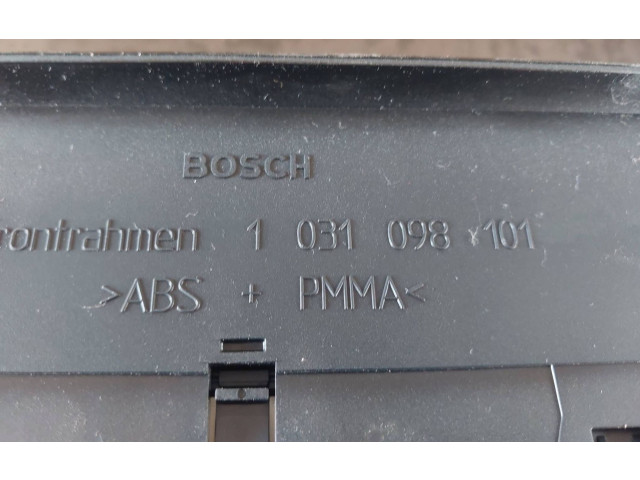 BOSCH
rontrahmen 1 031 098 101
>ABS + PMMA<